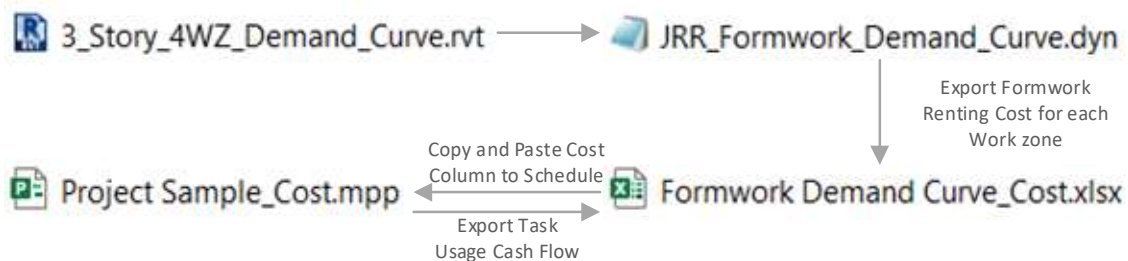 3_Story_4WZ_Demand_Curve.rvt
JRR_Formwork_Demand_Curve.dyn
Export Formwork
Renting Cost for each
Work zone
Copy and Paste Cost
Column to Schedule
Project Sample_Cost.mpp
Formwork Demand Curve_Cost.xlsx
Export Task
Usage Cash Flow